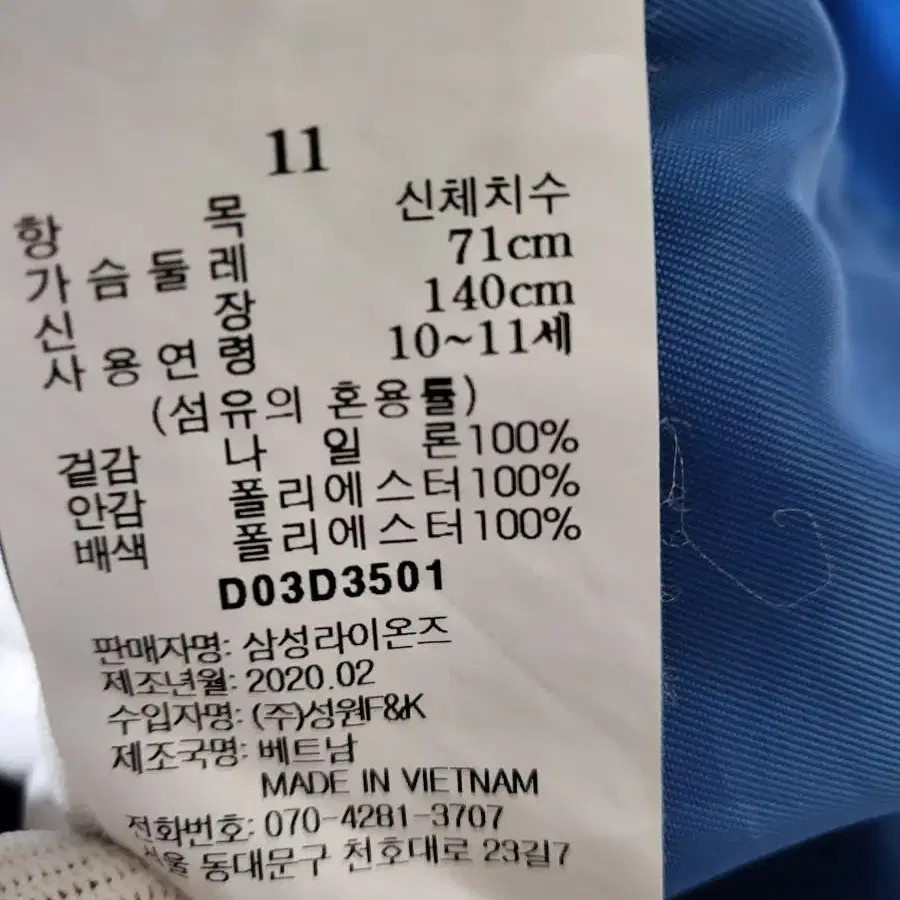 11
항 목 신체치수
가슴둘레 71cm
신 장 140cm
사용연령 10~11세
(섬유의 혼용률)
겉감 나일론100%
안감 폴리에스터100%
배색 폴리에스터100%
D03D3501
판매자명: 삼성라이온즈
제조년월: 2020.02
수입자명: (주)성원F&K
제조국명: 베트남
MADE IN VIETNAM
전화번호: 070-4281-3707
서울 동대문구 천호대로 23길7